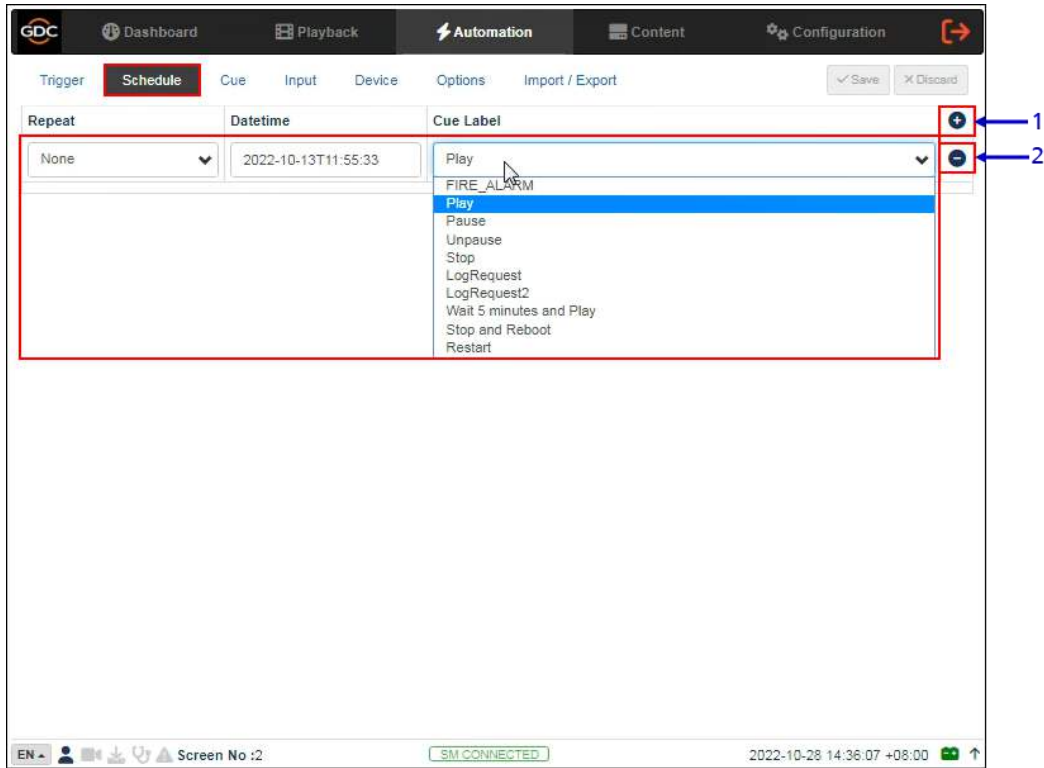 GDC Dashboard Playback Automation Content Configuration
Trigger Schedule Cue Input Device Options Import / Export Save Discard
Repeat Datetime Cue Label 1
None 2022-10-13T11:55:33 Play 2
FIRE_ALARM
Play
Pause
Unpause
Stop
LogRequest
LogRequest2
Wait 5 minutes and Play
Stop and Reboot
Restart
EN Screen No :2 SM CONNECTED 2022-10-28 14:36:07 +08:00